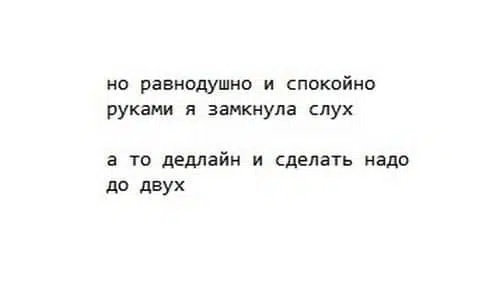 но равнодушно и спокойно
руками я замкнула слух
а то дедлайн и сделать надо
до двух